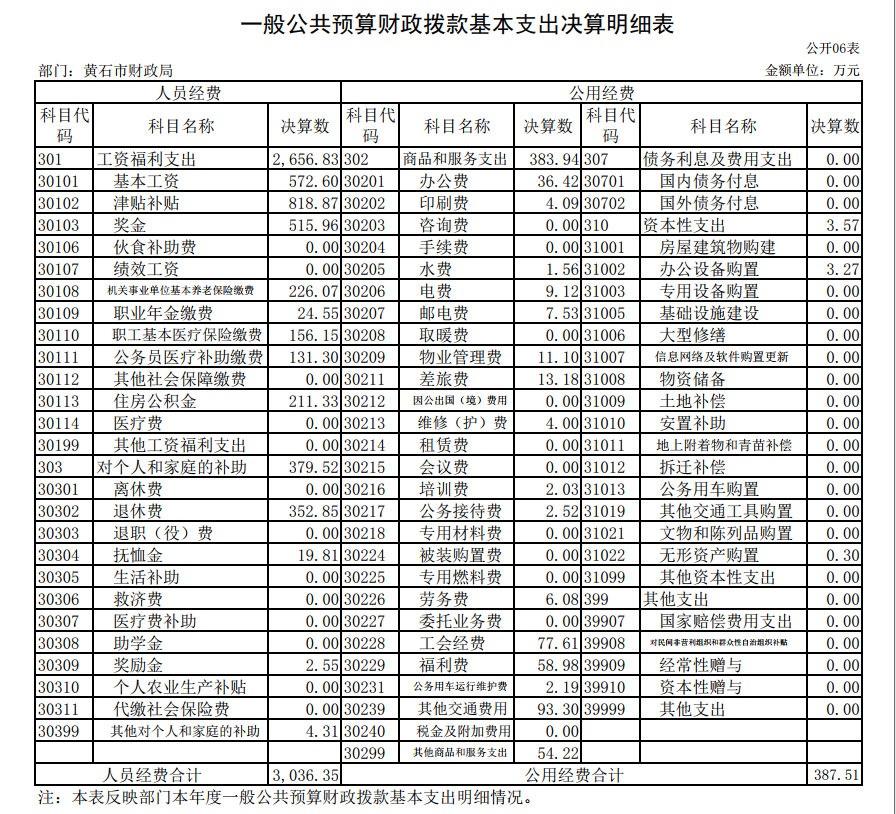 一般公共预算财政拨款基本支出决算明细表
公开06表
部门：黄石市财政局 金额单位：万元
人员经费 公用经费
科目代码 科目名称 决算数 科目代码 科目名称 决算数 科目代码 科目名称 决算数
301 工资福利支出 2,656.83 302 商品和服务支出 383.94 307 债务利息及费用支出 0.00
30101 基本工资 572.60 30201 办公费 36.42 30701 国内债务付息 0.00
30102 津贴补贴 818.87 30202 印刷费 4.09 30702 国外债务付息 0.00
30103 奖金 515.96 30203 咨询费 0.00 310 资本性支出 3.57
30106 伙食补助费 0.00 30204 手续费 0.00 31001 房屋建筑物购建 0.00
30107 绩效工资 0.00 30205 水费 1.56 31002 办公设备购置 3.27
30108 机关事业单位基本养老保险缴费 226.07 30206 电费 9.12 31003 专用设备购置 0.00
30109 职业年金缴费 24.55 30207 邮电费 7.53 31005 基础设施建设 0.00
30110 职工基本医疗保险缴费 156.15 30208 取暖费 0.00 31006 大型修缮 0.00
30111 公务员医疗补助缴费 131.30 30209 物业管理费 11.10 31007 信息网络及软件购置更新 0.00
30112 其他社会保障缴费 0.00 30211 差旅费 13.18 31008 物资储备 0.00
30113 住房公积金 211.33 30212 因公出国（境）费用 0.00 31009 土地补偿 0.00
30114 医疗费 0.00 30213 维修（护）费 4.00 31010 安置补助 0.00
30199 其他工资福利支出 0.00 30214 租赁费 0.00 31011 地上附着物和青苗补偿 0.00
303 对个人和家庭的补助 379.52 30215 会议费 0.00 31012 拆迁补偿 0.00
30301 离休费 0.00 30216 培训费 2.03 31013 公务用车购置 0.00
30302 退休费 352.85 30217 公务接待费 2.52 31019 其他交通工具购置 0.00
30303 退职（役）费 0.00 30218 专用材料费 0.00 31021 文物和陈列品购置 0.00
30304 抚恤金 19.81 30224 被装购置费 0.00 31022 无形资产购置 0.30
30305 生活补助 0.00 30225 专用燃料费 0.00 31099 其他资本性支出 0.00
30306 救济费 0.00 30226 劳务费 6.08 399 其他支出 0.00
30307 医疗费补助 0.00 30227 委托业务费 0.00 39907 国家赔偿费用支出 0.00
30308 助学金 0.00 30228 工会经费 77.61 39908 对民间非营利组织和群众性自治组织补贴 0.00
30309 奖励金 2.55 30229 福利费 58.98 39909 经常性赠与 0.00
30310 个人农业生产补贴 0.00 30231 公务用车运行维护费 2.19 39910 资本性赠与 0.00
30311 代缴社会保险费 0.00 30239 其他交通费用 93.30 39999 其他支出 0.00
30399 其他对个人和家庭的补助 4.31 30240 税金及附加费用 0.00
30299 其他商品和服务支出 54.22
人员经费合计 3,036.35 公用经费合计 387.51
注：本表反映部门本年度一般公共预算财政拨款基本支出明细情况。